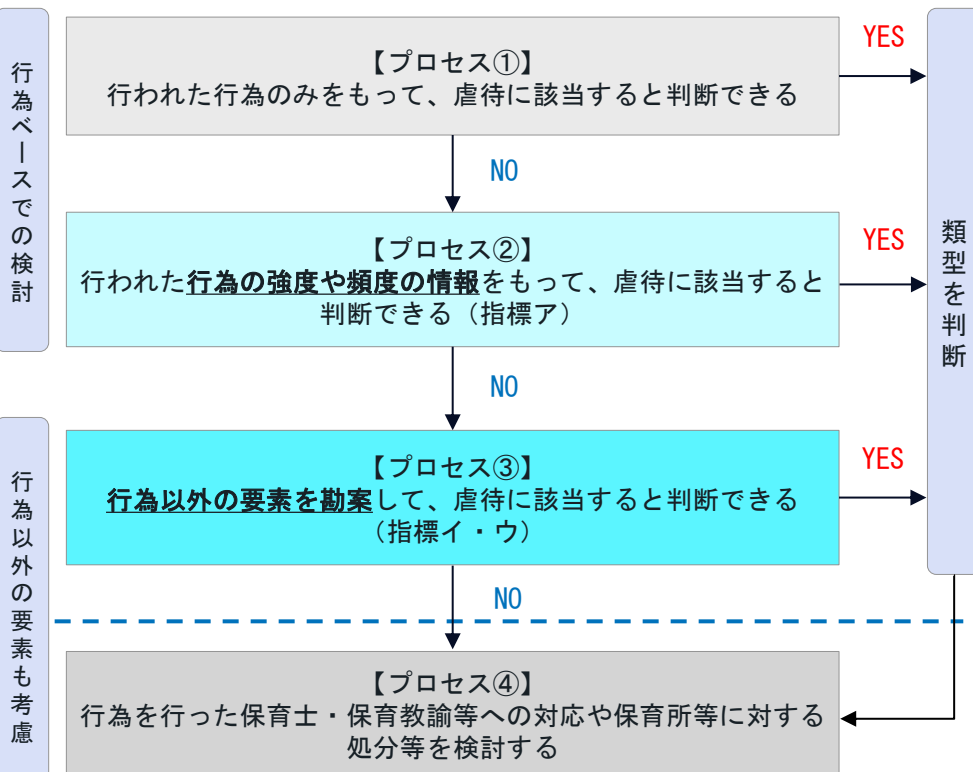 行為ベースでの検討
【プロセス①】
行われた行為のみをもって、虐待に該当すると判断できる
YES
NO
【プロセス②】
行われた行為の強度や頻度の情報をもって、虐待に該当すると
判断できる（指標ア）
YES
類型を判断
NO
行為以外の要素も考慮
【プロセス③】
行為以外の要素を勘案して、虐待に該当すると判断できる
（指標イ・ウ）
YES
NO
【プロセス④】
行為を行った保育士・保育教諭等への対応や保育所等に対する
処分等を検討する